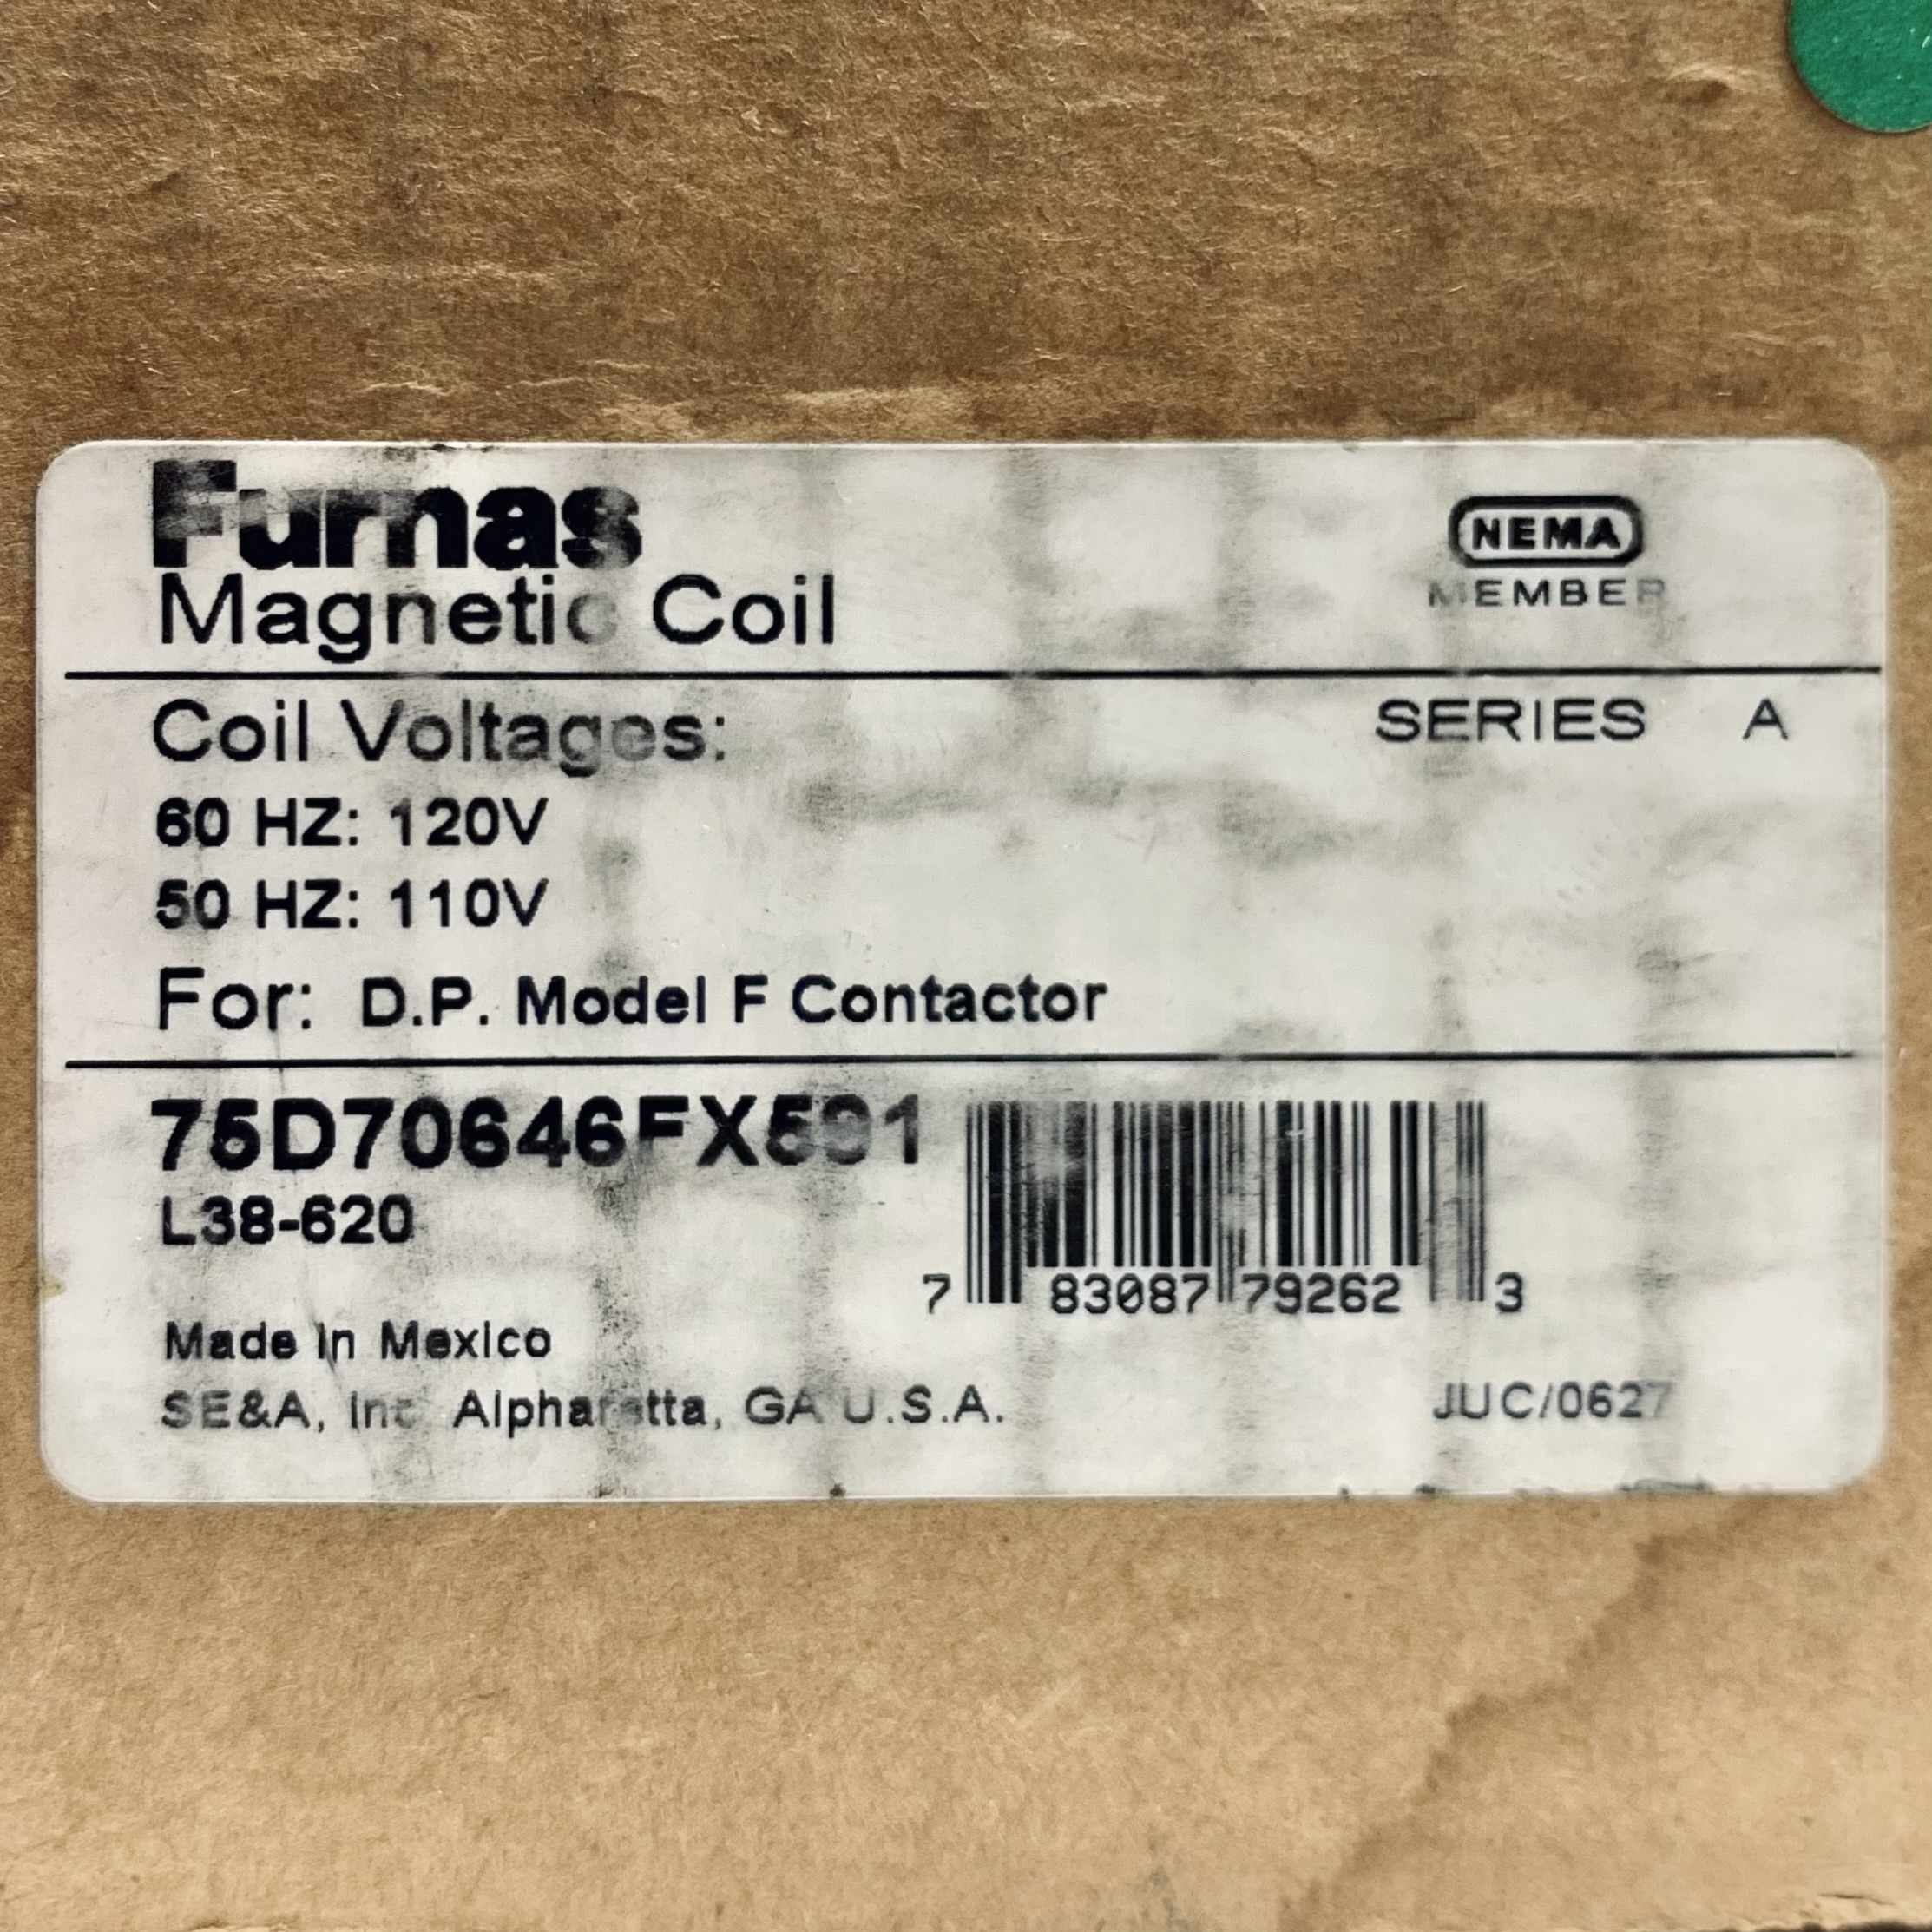 Furnas
Magnetic Coil
NEMA
MEMBER
Coil Voltages:
SERIES A
60 HZ: 120V
50 HZ: 110V
For: D.P. Model F Contactor
75D70646FX591
L38-620
7 83087 79262 3
Made in Mexico
SE&A, Inc Alpharetta, GA U.S.A.
JUC/0627